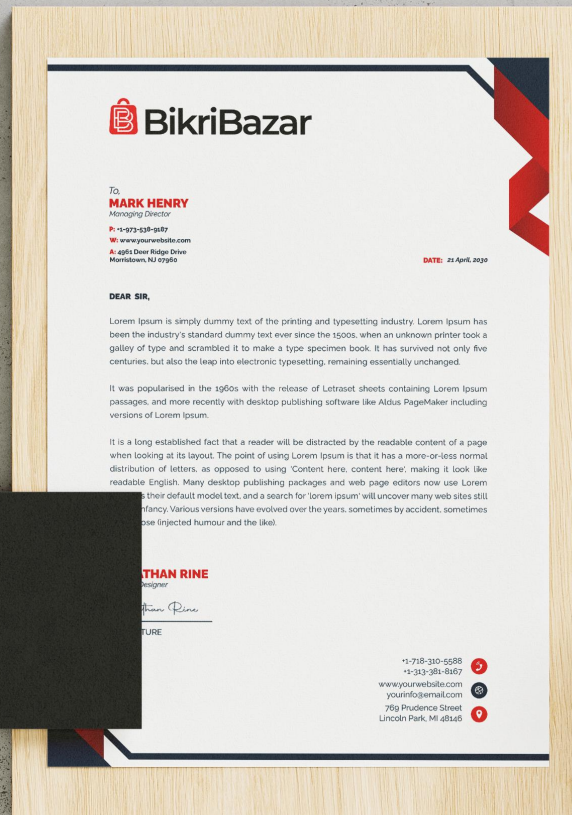 BikriBazar
To,
MARK HENRY
Managing Director
P: +1-973-536-9167
W: www.yourwebsite.com
A: 4961 Deer Ridge Drive
Morristown, NJ 07960
DATE: 21 April, 2030
DEAR SIR,
Lorem Ipsum is simply dummy text of the printing and typesetting industry. Lorem Ipsum has
been the industry's standard dummy text ever since the 1500s, when an unknown printer took a
galley of type and scrambled it to make a type specimen book. It has survived not only five
centuries, but also the leap into electronic typesetting, remaining essentially unchanged.
It was popularised in the 1960s with the release of Letraset sheets containing Lorem Ipsum
passages, and more recently with desktop publishing software like Aldus PageMaker including
versions of Lorem Ipsum.
It is a long established fact that a reader will be distracted by the readable content of a page
when looking at its layout. The point of using Lorem Ipsum is that it has a more-or-less normal
distribution of letters, as opposed to using 'Content here, content here', making it look like
readable English. Many desktop publishing packages and web page editors now use Lorem
their default model text, and a search for 'lorem ipsum' will uncover many web sites still
nfancy. Various versions have evolved over the years, sometimes by accident, sometimes
ose (injected humour and the like).
THAN RINE
Designer
than Rine
TURE
+1-718-310-5588
+1-313-381-8167
www.yourwebsite.com
yourinfo@email.com
769 Prudence Street
Lincoln Park, MI 48146